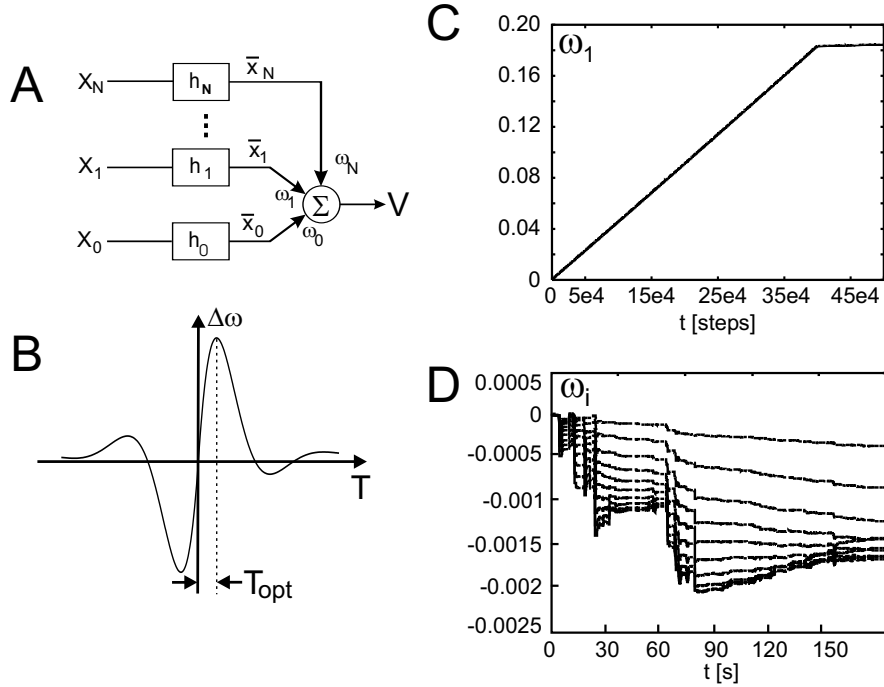 A
X_N h_N x̄_N
ω_N
X_1 h_1 x̄_1
ω_1 Σ V
X_0 h_0 x̄_0 ω_0
B
Δω
T
T_opt
C
ω_1
0.20
0.16
0.12
0.08
0.04
0
0 5e4 15e4 25e4 35e4 45e4
t [steps]
D
ω_i
0.0005
0
-0.0005
-0.001
-0.0015
-0.002
-0.0025
0 30 60 90 120 150
t [s]